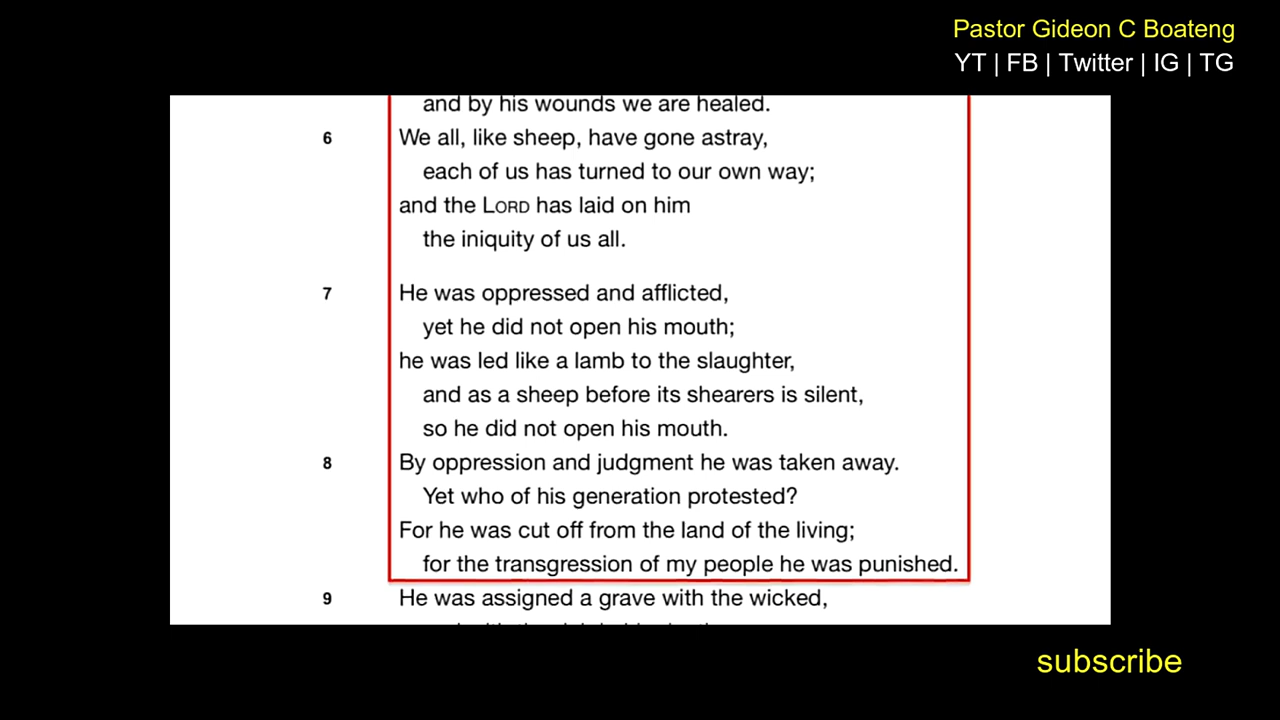 Pastor Gideon C Boateng
YT | FB | Twitter | IG | TG
and by his wounds we are healed.
6 We all, like sheep, have gone astray,
each of us has turned to our own way;
and the LORD has laid on him
the iniquity of us all.
7 He was oppressed and afflicted,
yet he did not open his mouth;
he was led like a lamb to the slaughter,
and as a sheep before its shearers is silent,
so he did not open his mouth.
8 By oppression and judgment he was taken away.
Yet who of his generation protested?
For he was cut off from the land of the living;
for the transgression of my people he was punished.
9 He was assigned a grave with the wicked,
subscribe